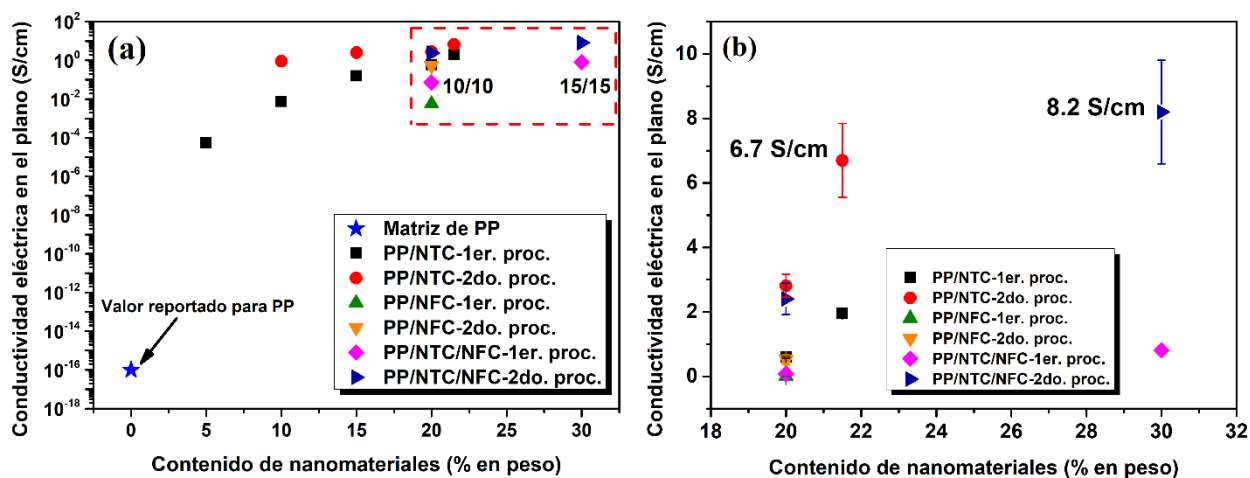 (a)
Conductividad eléctrica en el plano (S/cm)
10^2
10^0
10^-2
10^-4
10^-6
10^-8
10^-10
10^-12
10^-14
10^-16
10^-18
10/10
15/15
Matriz de PP
PP/NTC-1er. proc.
PP/NTC-2do. proc.
PP/NFC-1er. proc.
PP/NFC-2do. proc.
PP/NTC/NFC-1er. proc.
PP/NTC/NFC-2do. proc.
Valor reportado para PP
0 5 10 15 20 25 30
Contenido de nanomateriales (% en peso)
(b)
Conductividad eléctrica en el plano (S/cm)
10
8
6
4
2
0
6.7 S/cm
8.2 S/cm
PP/NTC-1er. proc.
PP/NTC-2do. proc.
PP/NFC-1er. proc.
PP/NFC-2do. proc.
PP/NTC/NFC-1er. proc.
PP/NTC/NFC-2do. proc.
18 20 22 24 26 28 30 32
Contenido de nanomateriales (% en peso)